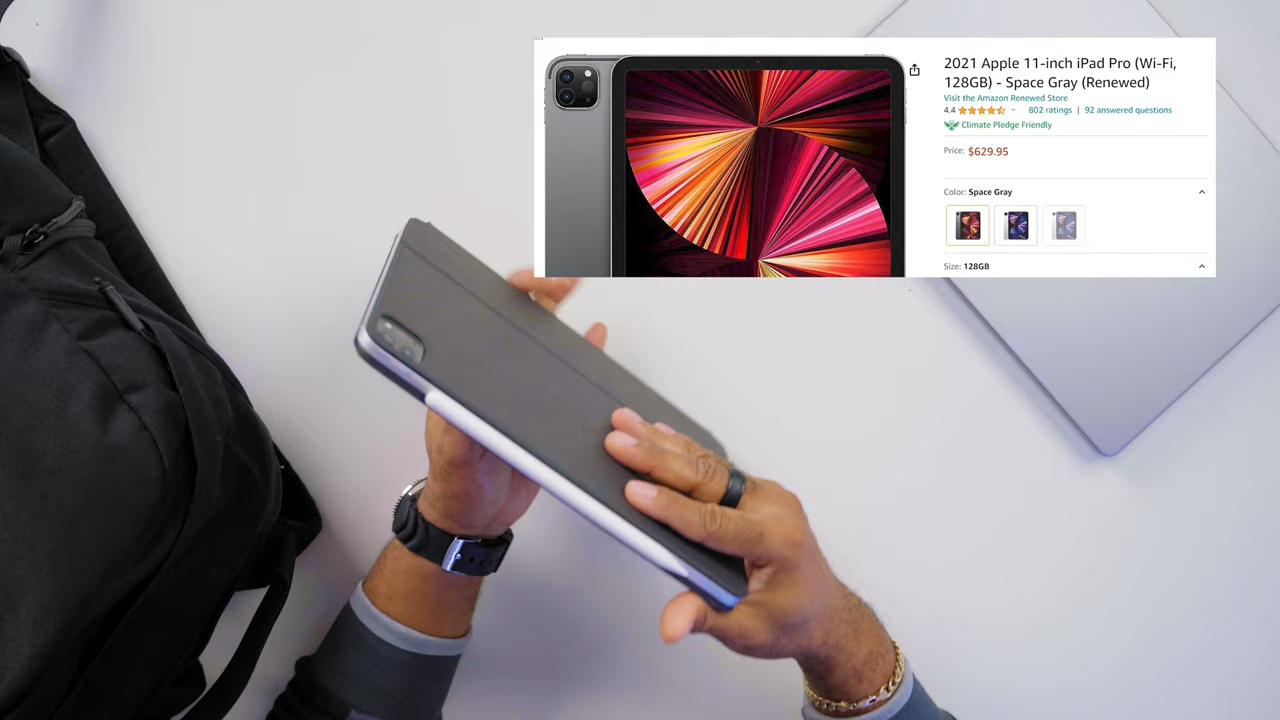 2021 Apple 11-inch iPad Pro (Wi-Fi,
128GB) - Space Gray (Renewed)
Visit the Amazon Renewed Store
4.4 802 ratings | 92 answered questions
Climate Pledge Friendly
Price: $629.95
Color: Space Gray
Size: 128GB